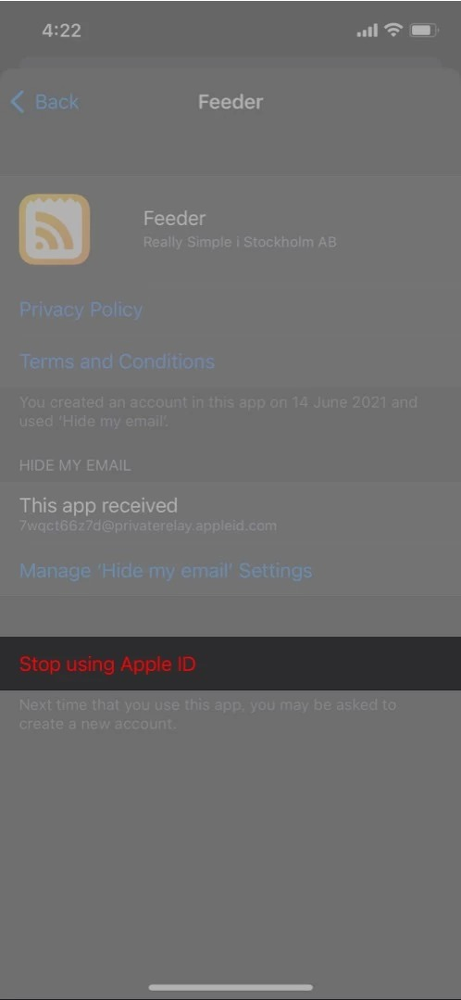 4:22
Back
Feeder
Feeder
Really Simple i Stockholm AB
Privacy Policy
Terms and Conditions
You created an account in this app on 14 June 2021 and
used ‘Hide my email’.
HIDE MY EMAIL
This app received
7wqct66z7d@privaterelay.appleid.com
Manage ‘Hide my email’ Settings
Stop using Apple ID
Next time that you use this app, you may be asked to
create a new account.